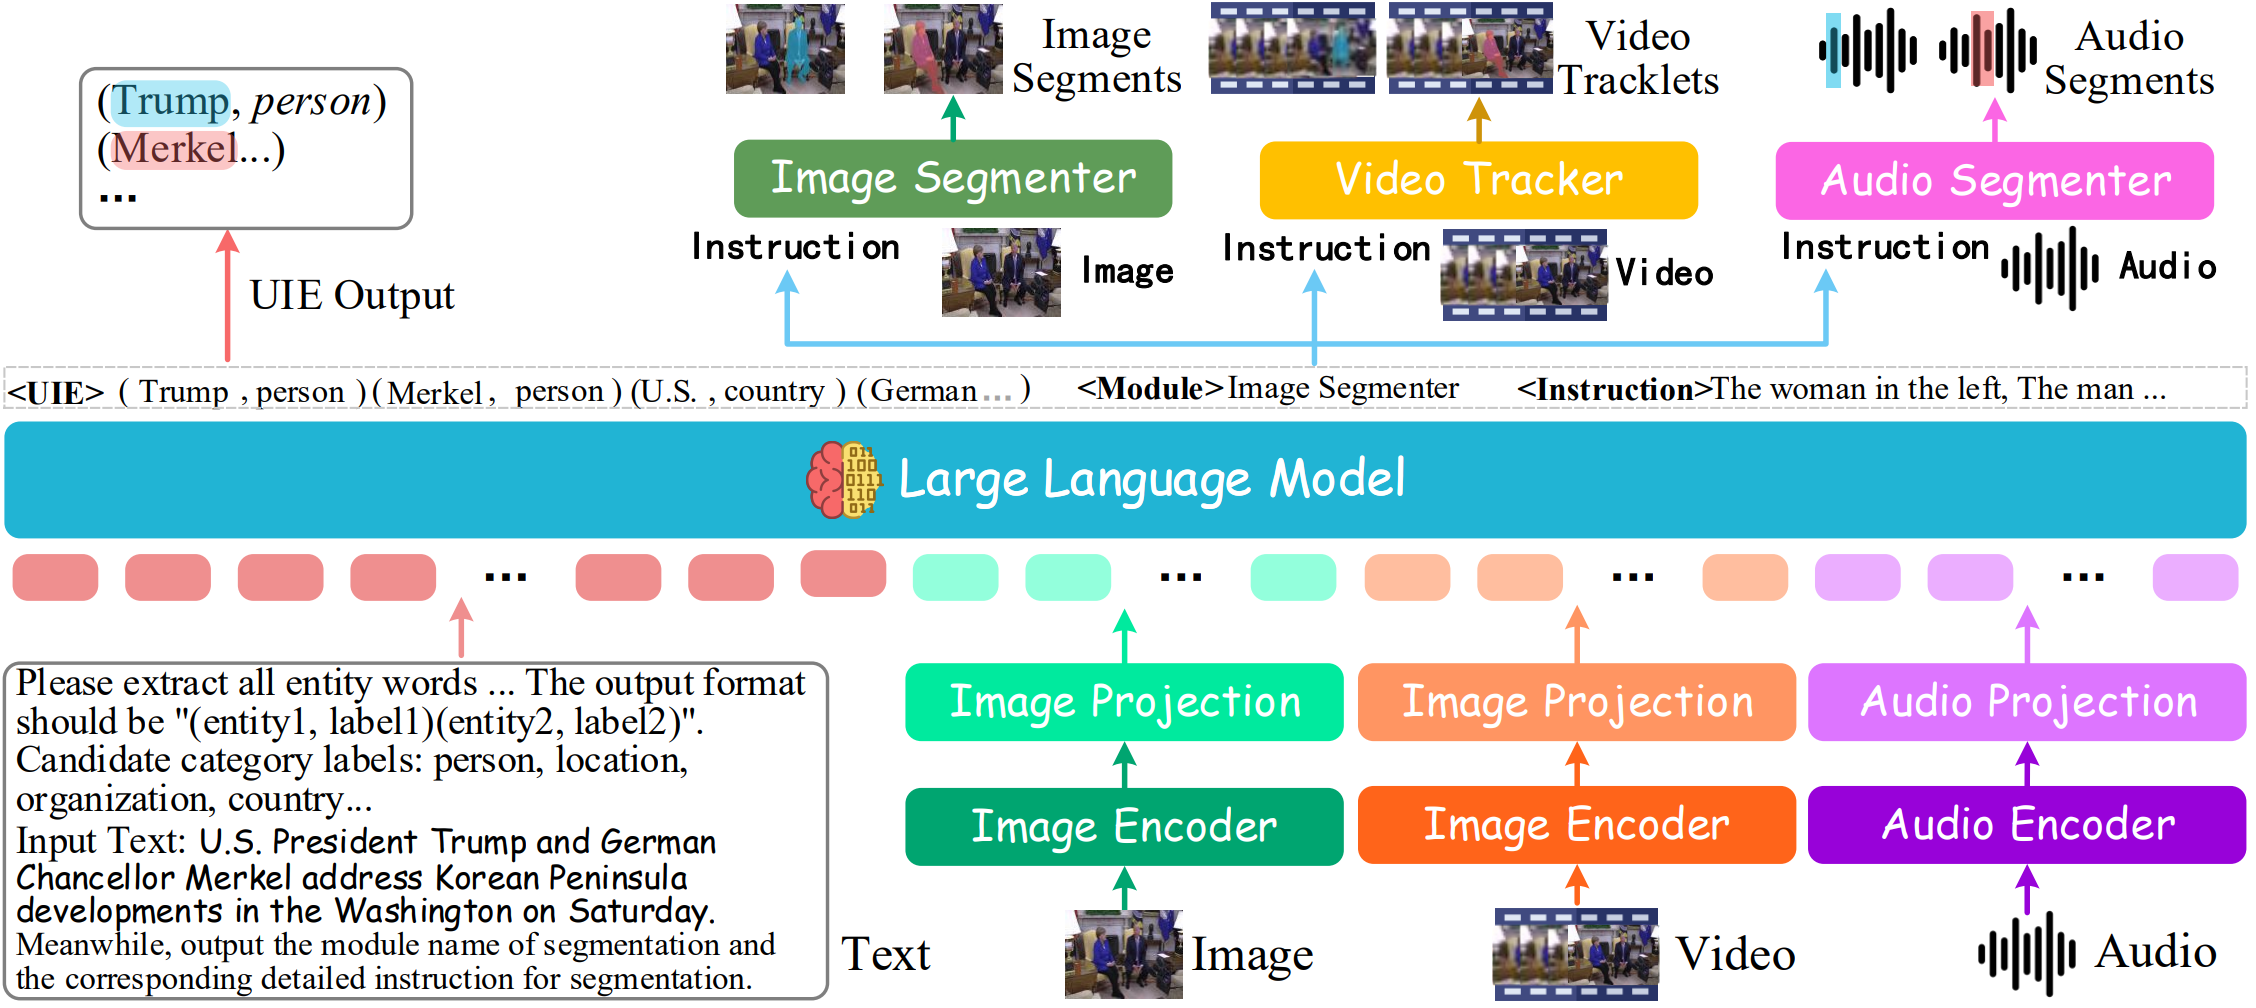 (Trump, person)
(Merkel...)
...
UIE Output
Image
Segments
Video
Tracklets
Audio
Segments
Image Segmenter
Video Tracker
Audio Segmenter
Instruction
Image
Instruction
Video
Instruction
Audio
<UIE> ( Trump , person ) ( Merkel , person ) (U.S. , country ) (German ... ) <Module> Image Segmenter <Instruction>The woman in the left, The man ...
011
100
0111
110
011
Large Language Model
... ... ... ...
Please extract all entity words ... The output format
should be "(entity1, label1)(entity2, label2)".
Candidate category labels: person, location,
organization, country...
Input Text: U.S. President Trump and German
Chancellor Merkel address Korean Peninsula
developments in the Washington on Saturday.
Meanwhile, output the module name of segmentation and
the corresponding detailed instruction for segmentation.
Text
Image Projection
Image Projection
Audio Projection
Image Encoder
Image Encoder
Audio Encoder
Image
Video
Audio